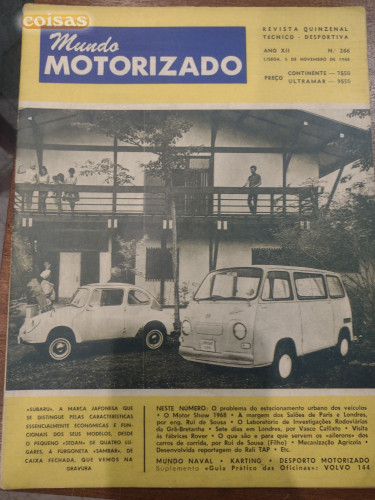 coisas
Mundo
MOTORIZADO
REVISTA QUINZENAL
TÉCNICO - DESPORTIVA
ANO XII
LISBOA, 5 DE NOVEMBRO DE 1968
PREÇO
CONTINENTE — 7$50
ULTRAMAR — 9$50
«SUBARU», A MARCA JAPONESA QUE
SE DISTINGUE PELAS CARACTERÍSTICAS
ESSENCIALMENTE ECONÓMICAS E FUN-
CIONAIS DOS SEUS MODELOS, DESDE
O PEQUENO «SEDAN» DE QUATRO LU-
GARES, À FURGONETA «SAMBAR», DE
CAIXA FECHADA, QUE VEMOS NA
GRAVURA
NESTE NÚMERO: O problema do estacionamento urbano dos veículos.
• O Motor Show 1968 • À margem dos Salões de Paris e Londres,
por eng. Rui de Sousa • O Laboratório de Investigações Rodoviárias
da Grã-Bretanha • Sete dias em Londres, por Vasco Callixto • Visita
às fábricas Rover • O que são e para que servem os «ailerons» dos
carros de corrida, por Rui de Sousa (Filho) • Mecanização Agrícola •
Desenvolvida reportagem do Rali TAP • Etc.
MUNDO NAVAL • KARTING • DESPORTO MOTORIZADO
Suplemento «Guia Prático das Oficinas»: VOLVO 144